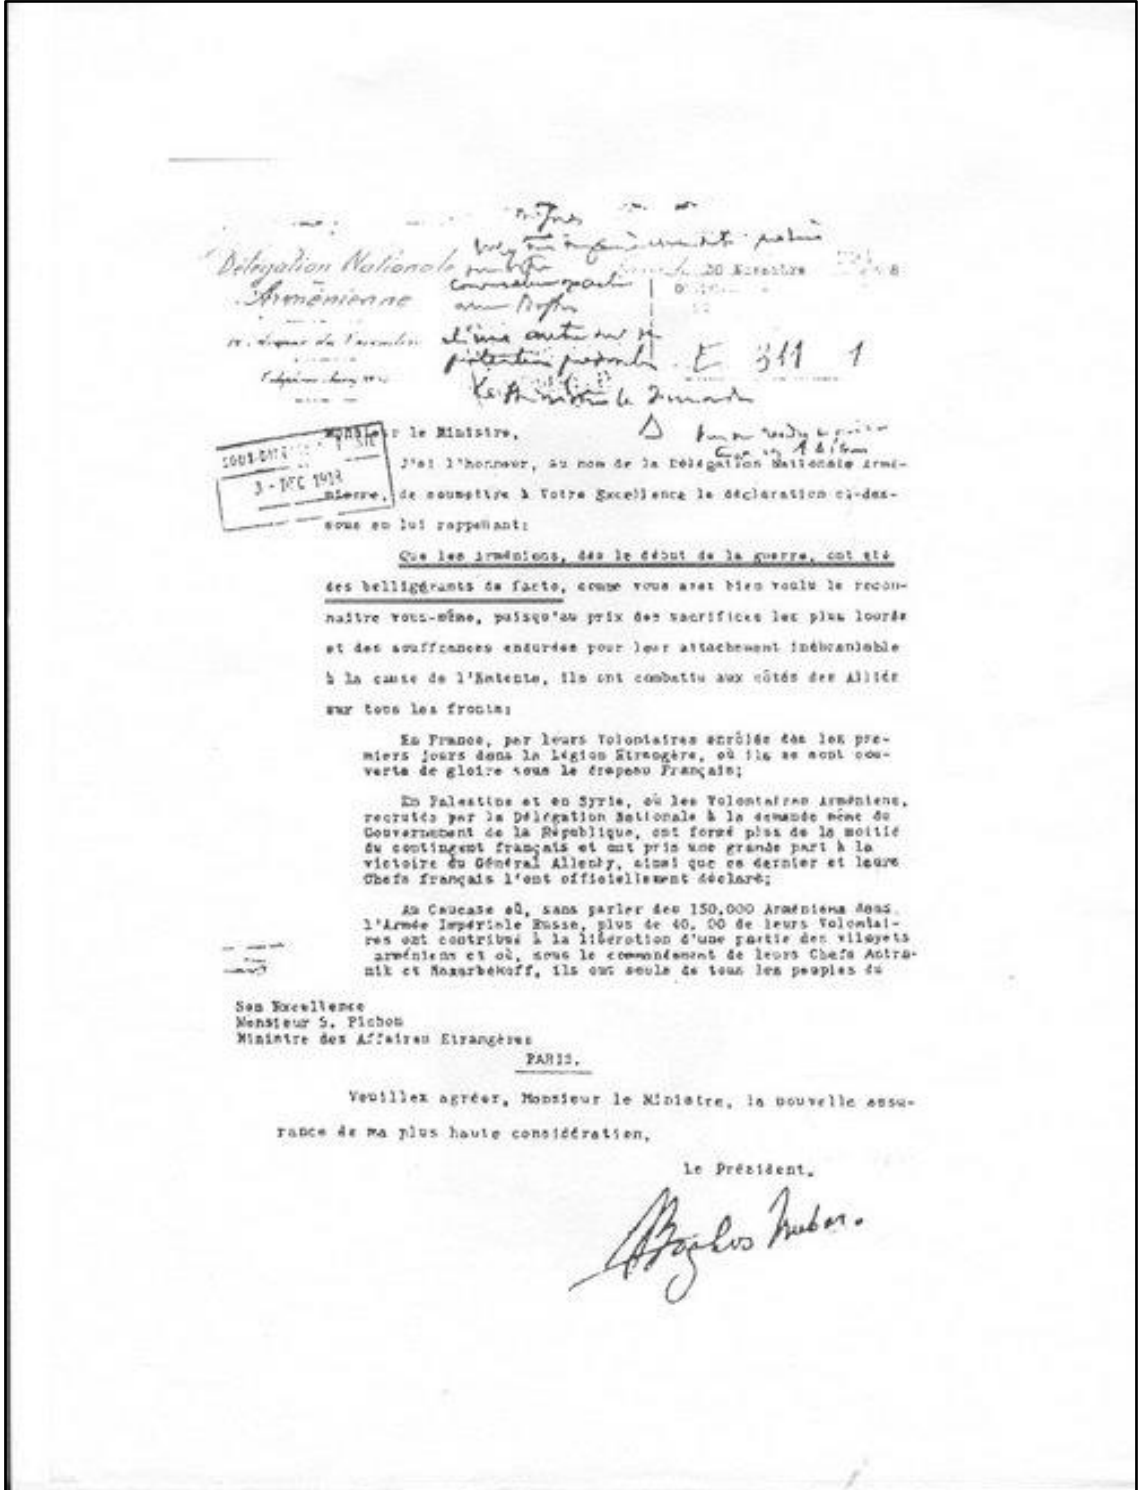 Délégation Nationale
Arménienne
30 Novembre
E 311 1
3 - DEC 1918
Monsieur le Ministre,
J'ai l'honneur, au nom de la Délégation Nationale Armé-
nienne, de soumettre à Votre Excellence la déclaration ci-des-
sous en lui rappelant:
Que les Arméniens, dès le début de la guerre, ont été
des belligérants de facto, comme vous avez bien voulu le recon-
naître vous-même, puisqu'au prix des sacrifices les plus lourds
et des souffrances endurées pour leur attachement inébranlable
à la cause de l'Entente, ils ont combattu aux côtés des Alliés
sur tous les fronts:
En France, par leurs Volontaires enrôlés dès les pre-
miers jours dans la Légion Etrangère, où ils se sont cou-
verts de gloire sous le drapeau Français;
En Palestine et en Syrie, où les Volontaires Arméniens,
recrutés par la Délégation Nationale à la demande même du
Gouvernement de la République, ont formé plus de la moitié
du contingent français et ont pris une grande part à la
victoire du Général Allenby, ainsi que ce dernier et leurs
Chefs français l'ont officiellement déclaré;
Au Caucase où, sans parler des 150.000 Arméniens dans
l'Armée Impériale Russe, plus de 40. 00 de leurs Volontai-
res ont contribué à la libération d'une partie des vilayets
arméniens et où, sous le commandement de leurs Chefs Antra-
nik et Nazarbekoff, ils ont seuls de tous les peuples du
Son Excellence
Monsieur S. Pichon
Ministre des Affaires Etrangères
PARIS.
Veuillez agréer, Monsieur le Ministre, la nouvelle assu-
rance de ma plus haute considération,
Le Président,
Boghos Nubar.